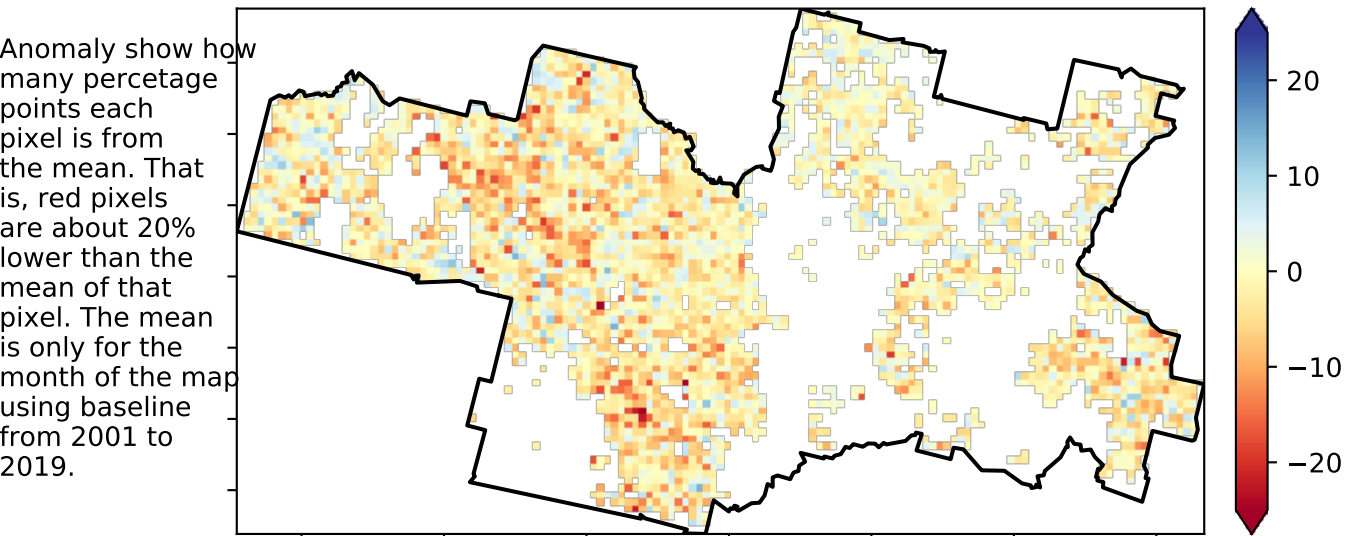 Anomaly show how
many percetage
points each
pixel is from
the mean. That
is, red pixels
are about 20%
lower than the
mean of that
pixel. The mean
is only for the
month of the map
using baseline
from 2001 to
2019.
20
10
0
−10
−20